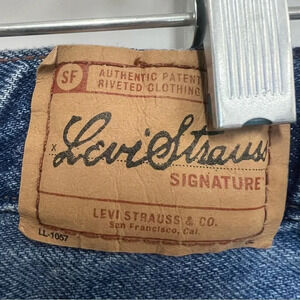 SF
AUTHENTIC PATENT
RIVETED CLOTHING
x Levi Strauss
SIGNATURE
LEVI STRAUSS & CO.
San Francisco, Cal.
LL-1057